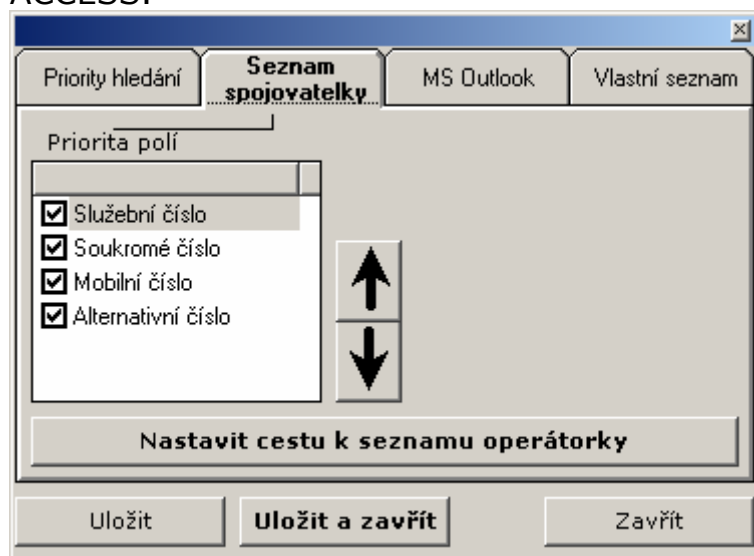 ACCESS.
Priority hledání
Seznam
spojovatelky
MS Outlook
Vlastní seznam
Priorita polí
Služební číslo
Soukromé číslo
Mobilní číslo
Alternativní číslo
Nastavit cestu k seznamu operátorky
Uložit
Uložit a zavřít
Zavřít